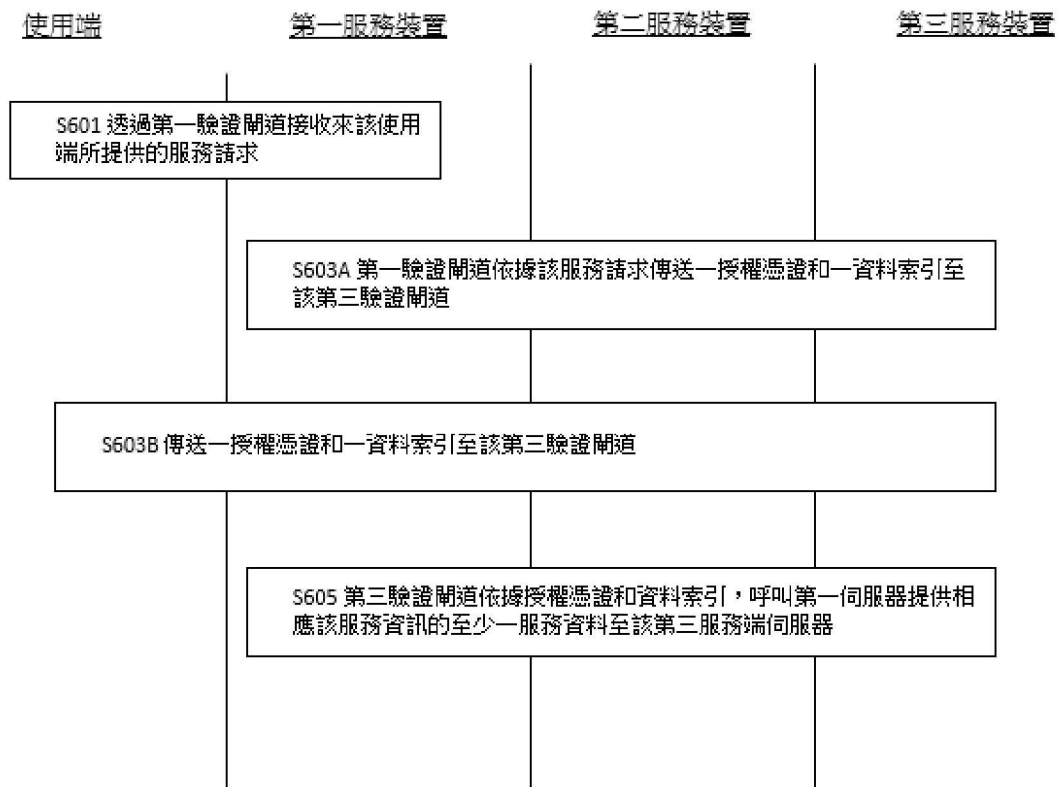 使用端 第一服務裝置 第二服務裝置 第三服務裝置
S601 透過第一驗證閘道接收來該使用
端所提供的服務請求
S603A 第一驗證閘道依據該服務請求傳送一授權憑證和一資料索引至
該第三驗證閘道
S603B 傳送一授權憑證和一資料索引至該第三驗證閘道
S605 第三驗證閘道依據授權憑證和資料索引，呼叫第一伺服器提供相
應該服務資訊的至少一服務資料至該第三服務端伺服器